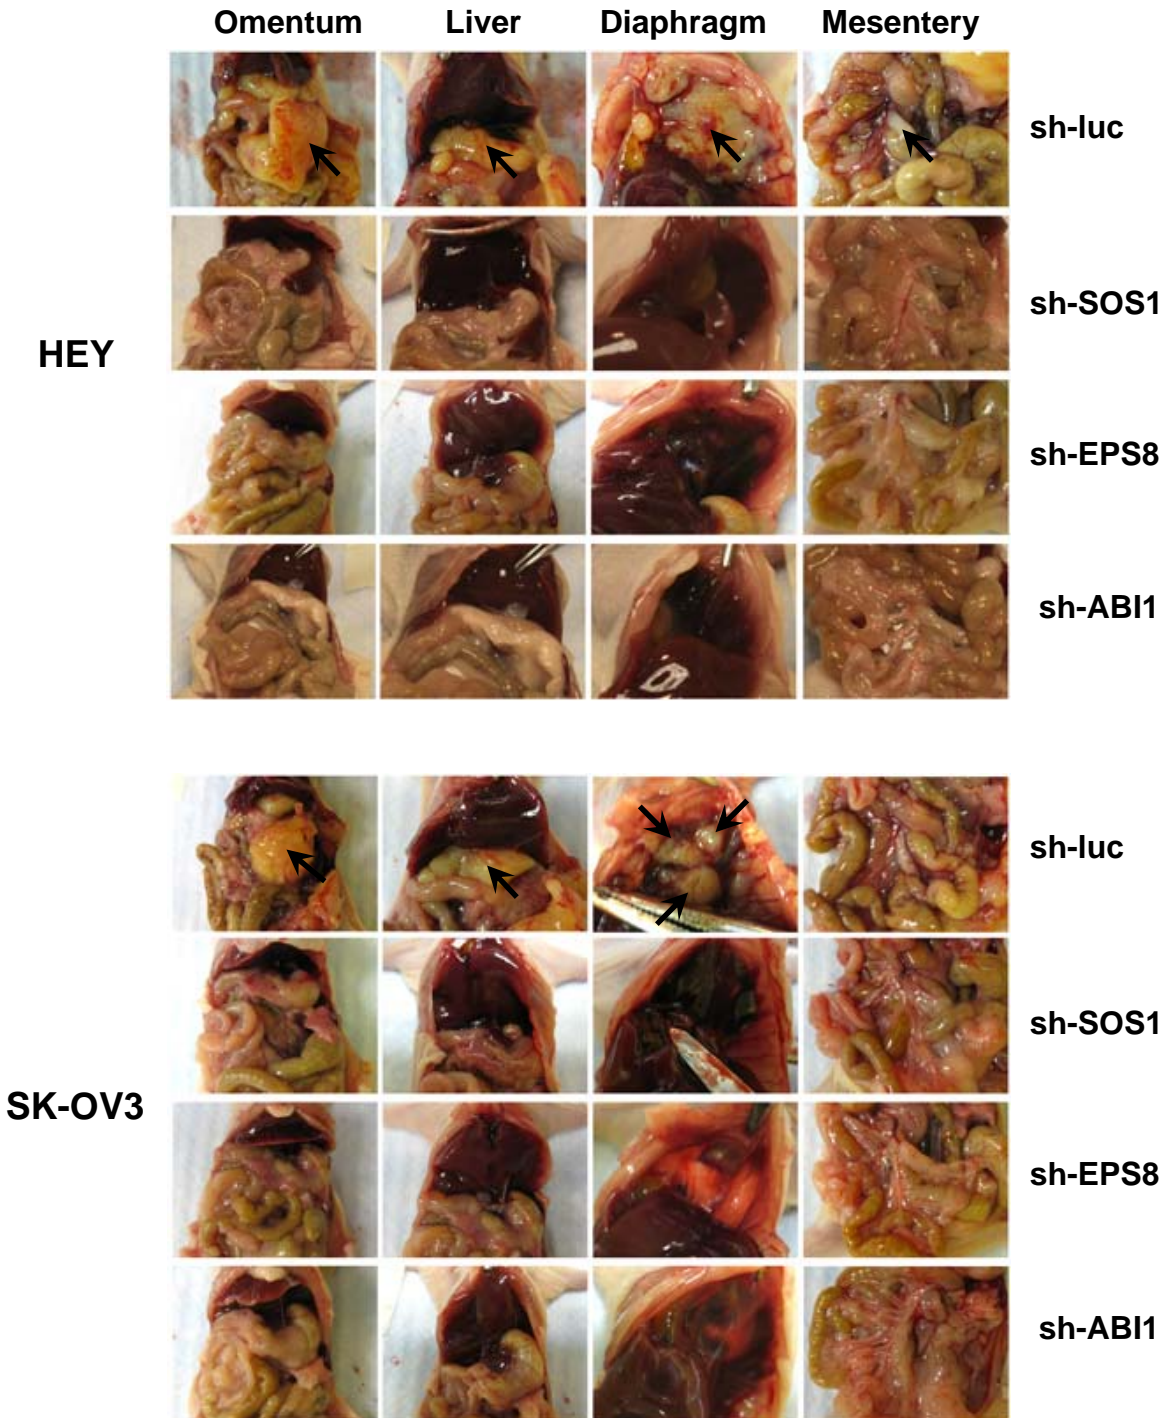 Omentum Liver Diaphragm Mesentery
sh-luc
sh-SOS1
HEY
sh-EPS8
sh-ABI1
sh-luc
sh-SOS1
SK-OV3
sh-EPS8
sh-ABI1